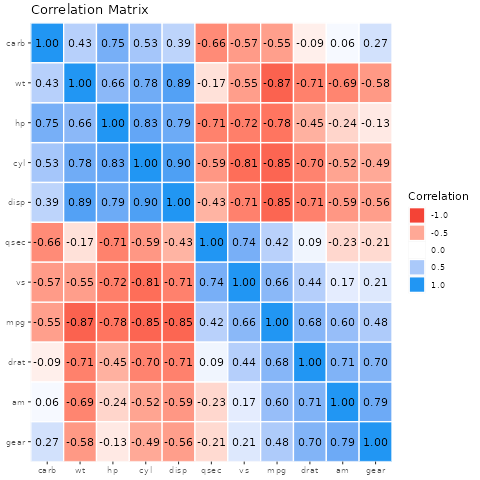 Correlation Matrix
carb 1.00 0.43 0.75 0.53 0.39 -0.66 -0.57 -0.55 -0.09 0.06 0.27
wt 0.43 1.00 0.66 0.78 0.89 -0.17 -0.55 -0.87 -0.71 -0.69 -0.58
hp 0.75 0.66 1.00 0.83 0.79 -0.71 -0.72 -0.78 -0.45 -0.24 -0.13
cyl 0.53 0.78 0.83 1.00 0.90 -0.59 -0.81 -0.85 -0.70 -0.52 -0.49
disp 0.39 0.89 0.79 0.90 1.00 -0.43 -0.71 -0.85 -0.71 -0.59 -0.56
qsec -0.66 -0.17 -0.71 -0.59 -0.43 1.00 0.74 0.42 0.09 -0.23 -0.21
vs -0.57 -0.55 -0.72 -0.81 -0.71 0.74 1.00 0.66 0.44 0.17 0.21
mpg -0.55 -0.87 -0.78 -0.85 -0.85 0.42 0.66 1.00 0.68 0.60 0.48
drat -0.09 -0.71 -0.45 -0.70 -0.71 0.09 0.44 0.68 1.00 0.71 0.70
am 0.06 -0.69 -0.24 -0.52 -0.59 -0.23 0.17 0.60 0.71 1.00 0.79
gear 0.27 -0.58 -0.13 -0.49 -0.56 -0.21 0.21 0.48 0.70 0.79 1.00
carb wt hp cyl disp qsec vs mpg drat am gear
Correlation
-1.0
-0.5
0.0
0.5
1.0